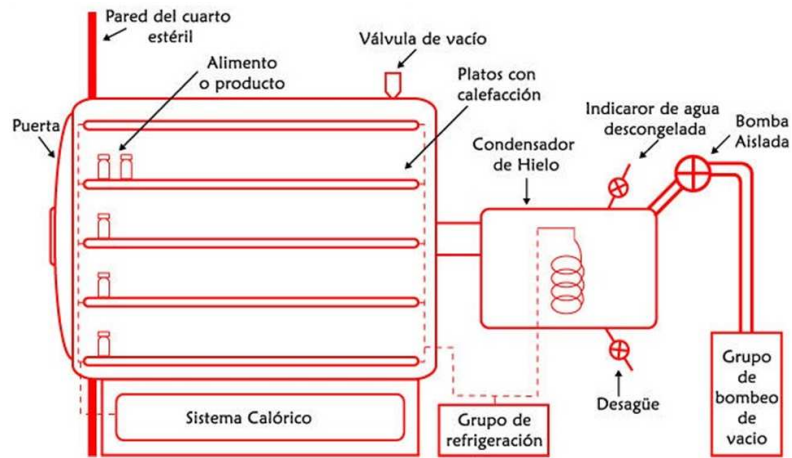 Pared del cuarto
estéril
Válvula de vacío
Alimento
o producto
Platos con
calefacción
Puerta
Indicaror de agua
descongelada
Bomba
Aislada
Condensador
de Hielo
Desagüe
Grupo
de
bombeo
de
vacio
Sistema Calórico
Grupo de
refrigeración